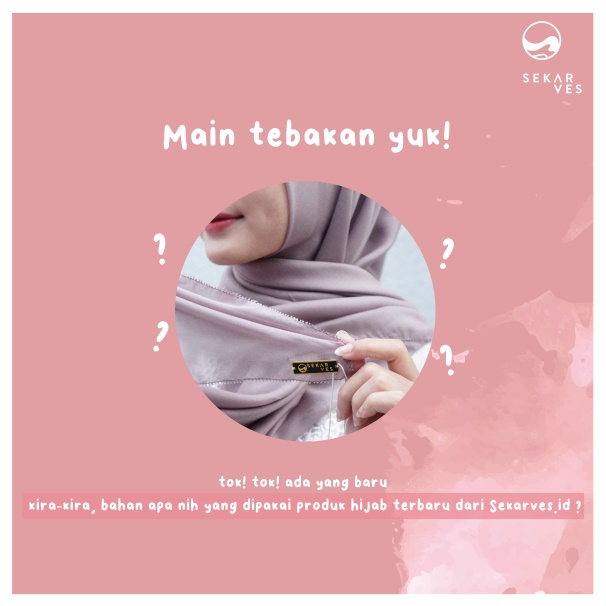 SEKAR
VES
Main tebakan yuk!
? ?
SEKAR
VES
? ?
tok! tok! ada yang baru
kira-kira, bahan apa nih yang dipakai produk hijab terbaru dari Sekarves.id ?